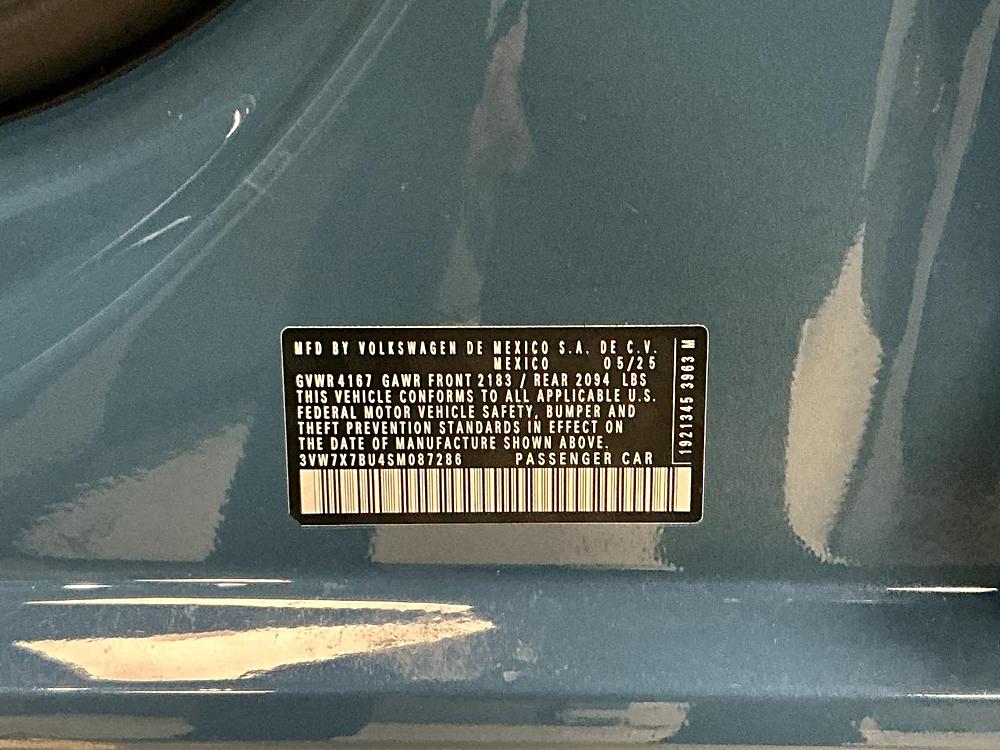 MFD BY VOLKSWAGEN DE MEXICO S.A. DE C.V.
MEXICO 05/25
GVWR 4167 GAWR FRONT 2183 / REAR 2094 LBS
THIS VEHICLE CONFORMS TO ALL APPLICABLE U.S.
FEDERAL MOTOR VEHICLE SAFETY, BUMPER AND
THEFT PREVENTION STANDARDS IN EFFECT ON
THE DATE OF MANUFACTURE SHOWN ABOVE.
3VW7X7BU4SM087286 PASSENGER CAR
1921345 3963 M